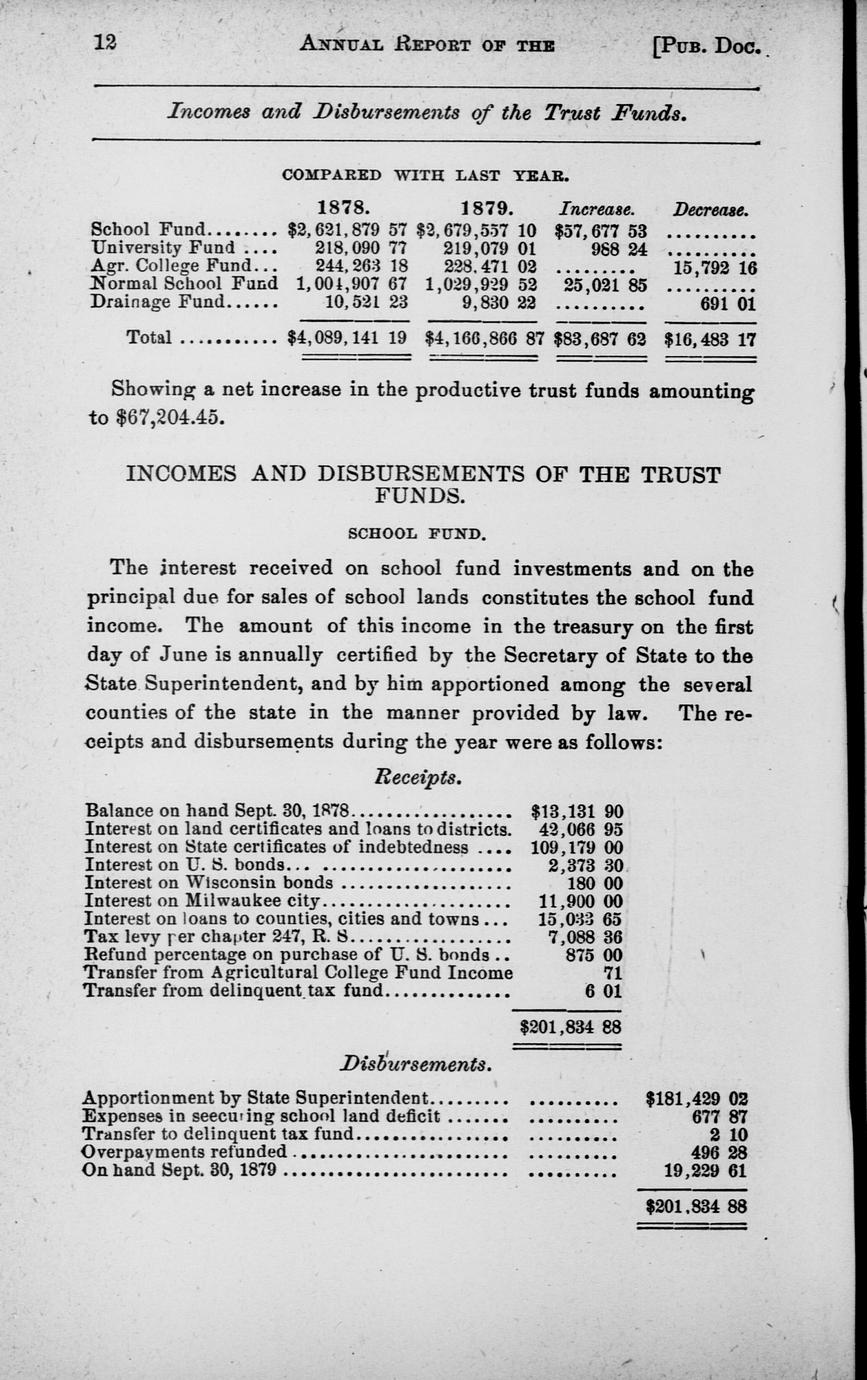 12 ANNUAL REPORT OF THE [PUB. DOC.
Incomes and Disbursements of the Trust Funds.
COMPARED WITH LAST YEAR.
1878. 1879. Increase. Decrease.
School Fund........ $2,621,879 57 $2,679,557 10 $57,677 53 ..........
University Fund .... 218,090 77 219,079 01 988 24 ..........
Agr. College Fund... 244,263 18 228,471 02 ......... 15,792 16
Normal School Fund 1,004,907 67 1,029,929 52 25,021 85 ..........
Drainage Fund...... 10,521 23 9,830 22 .......... 691 01
Total ........... $4,089,141 19 $4,166,866 87 $83,687 62 $16,483 17
Showing a net increase in the productive trust funds amounting
to $67,204.45.
INCOMES AND DISBURSEMENTS OF THE TRUST
FUNDS.
SCHOOL FUND.
The interest received on school fund investments and on the
principal due for sales of school lands constitutes the school fund
income. The amount of this income in the treasury on the first
day of June is annually certified by the Secretary of State to the
State Superintendent, and by him apportioned among the several
counties of the state in the manner provided by law. The re-
ceipts and disbursements during the year were as follows:
Receipts.
Balance on hand Sept. 30, 1878................... $13,131 90
Interest on land certificates and loans to districts. 42,066 95
Interest on State certificates of indebtedness .... 109,179 00
Interest on U. S. bonds... ..................... 2,373 30
Interest on Wisconsin bonds ................... 180 00
Interest on Milwaukee city..................... 11,900 00
Interest on loans to counties, cities and towns... 15,033 65
Tax levy per chapter 247, R. S.................. 7,088 36
Refund percentage on purchase of U. S. bonds.. 875 00
Transfer from Agricultural College Fund Income 71
Transfer from delinquent tax fund.............. 6 01
$201,834 88
Disbursements.
Apportionment by State Superintendent......... .......... $181,429 02
Expenses in seecuring school land deficit ....... .......... 677 87
Transfer to delinquent tax fund................. .......... 2 10
Overpayments refunded ........................ .......... 496 28
On hand Sept. 30, 1879 ......................... .......... 19,229 61
$201,834 88